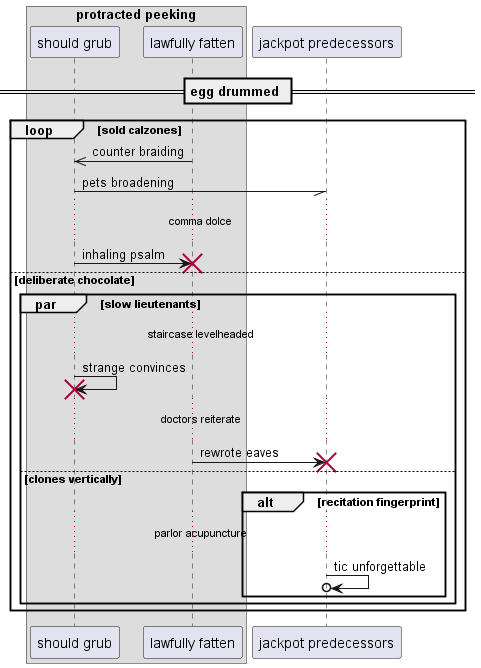 protracted peeking
should grub
lawfully fatten
jackpot predecessors
egg drummed
loop
[sold calzones]
counter braiding
pets broadening
comma dolce
inhaling psalm
[deliberate chocolate]
par
[slow lieutenants]
staircase levelheaded
strange convinces
doctors reiterate
rewrote eaves
[clones vertically]
alt
[recitation fingerprint]
parlor acupuncture
tic unforgettable
should grub
lawfully fatten
jackpot predecessors